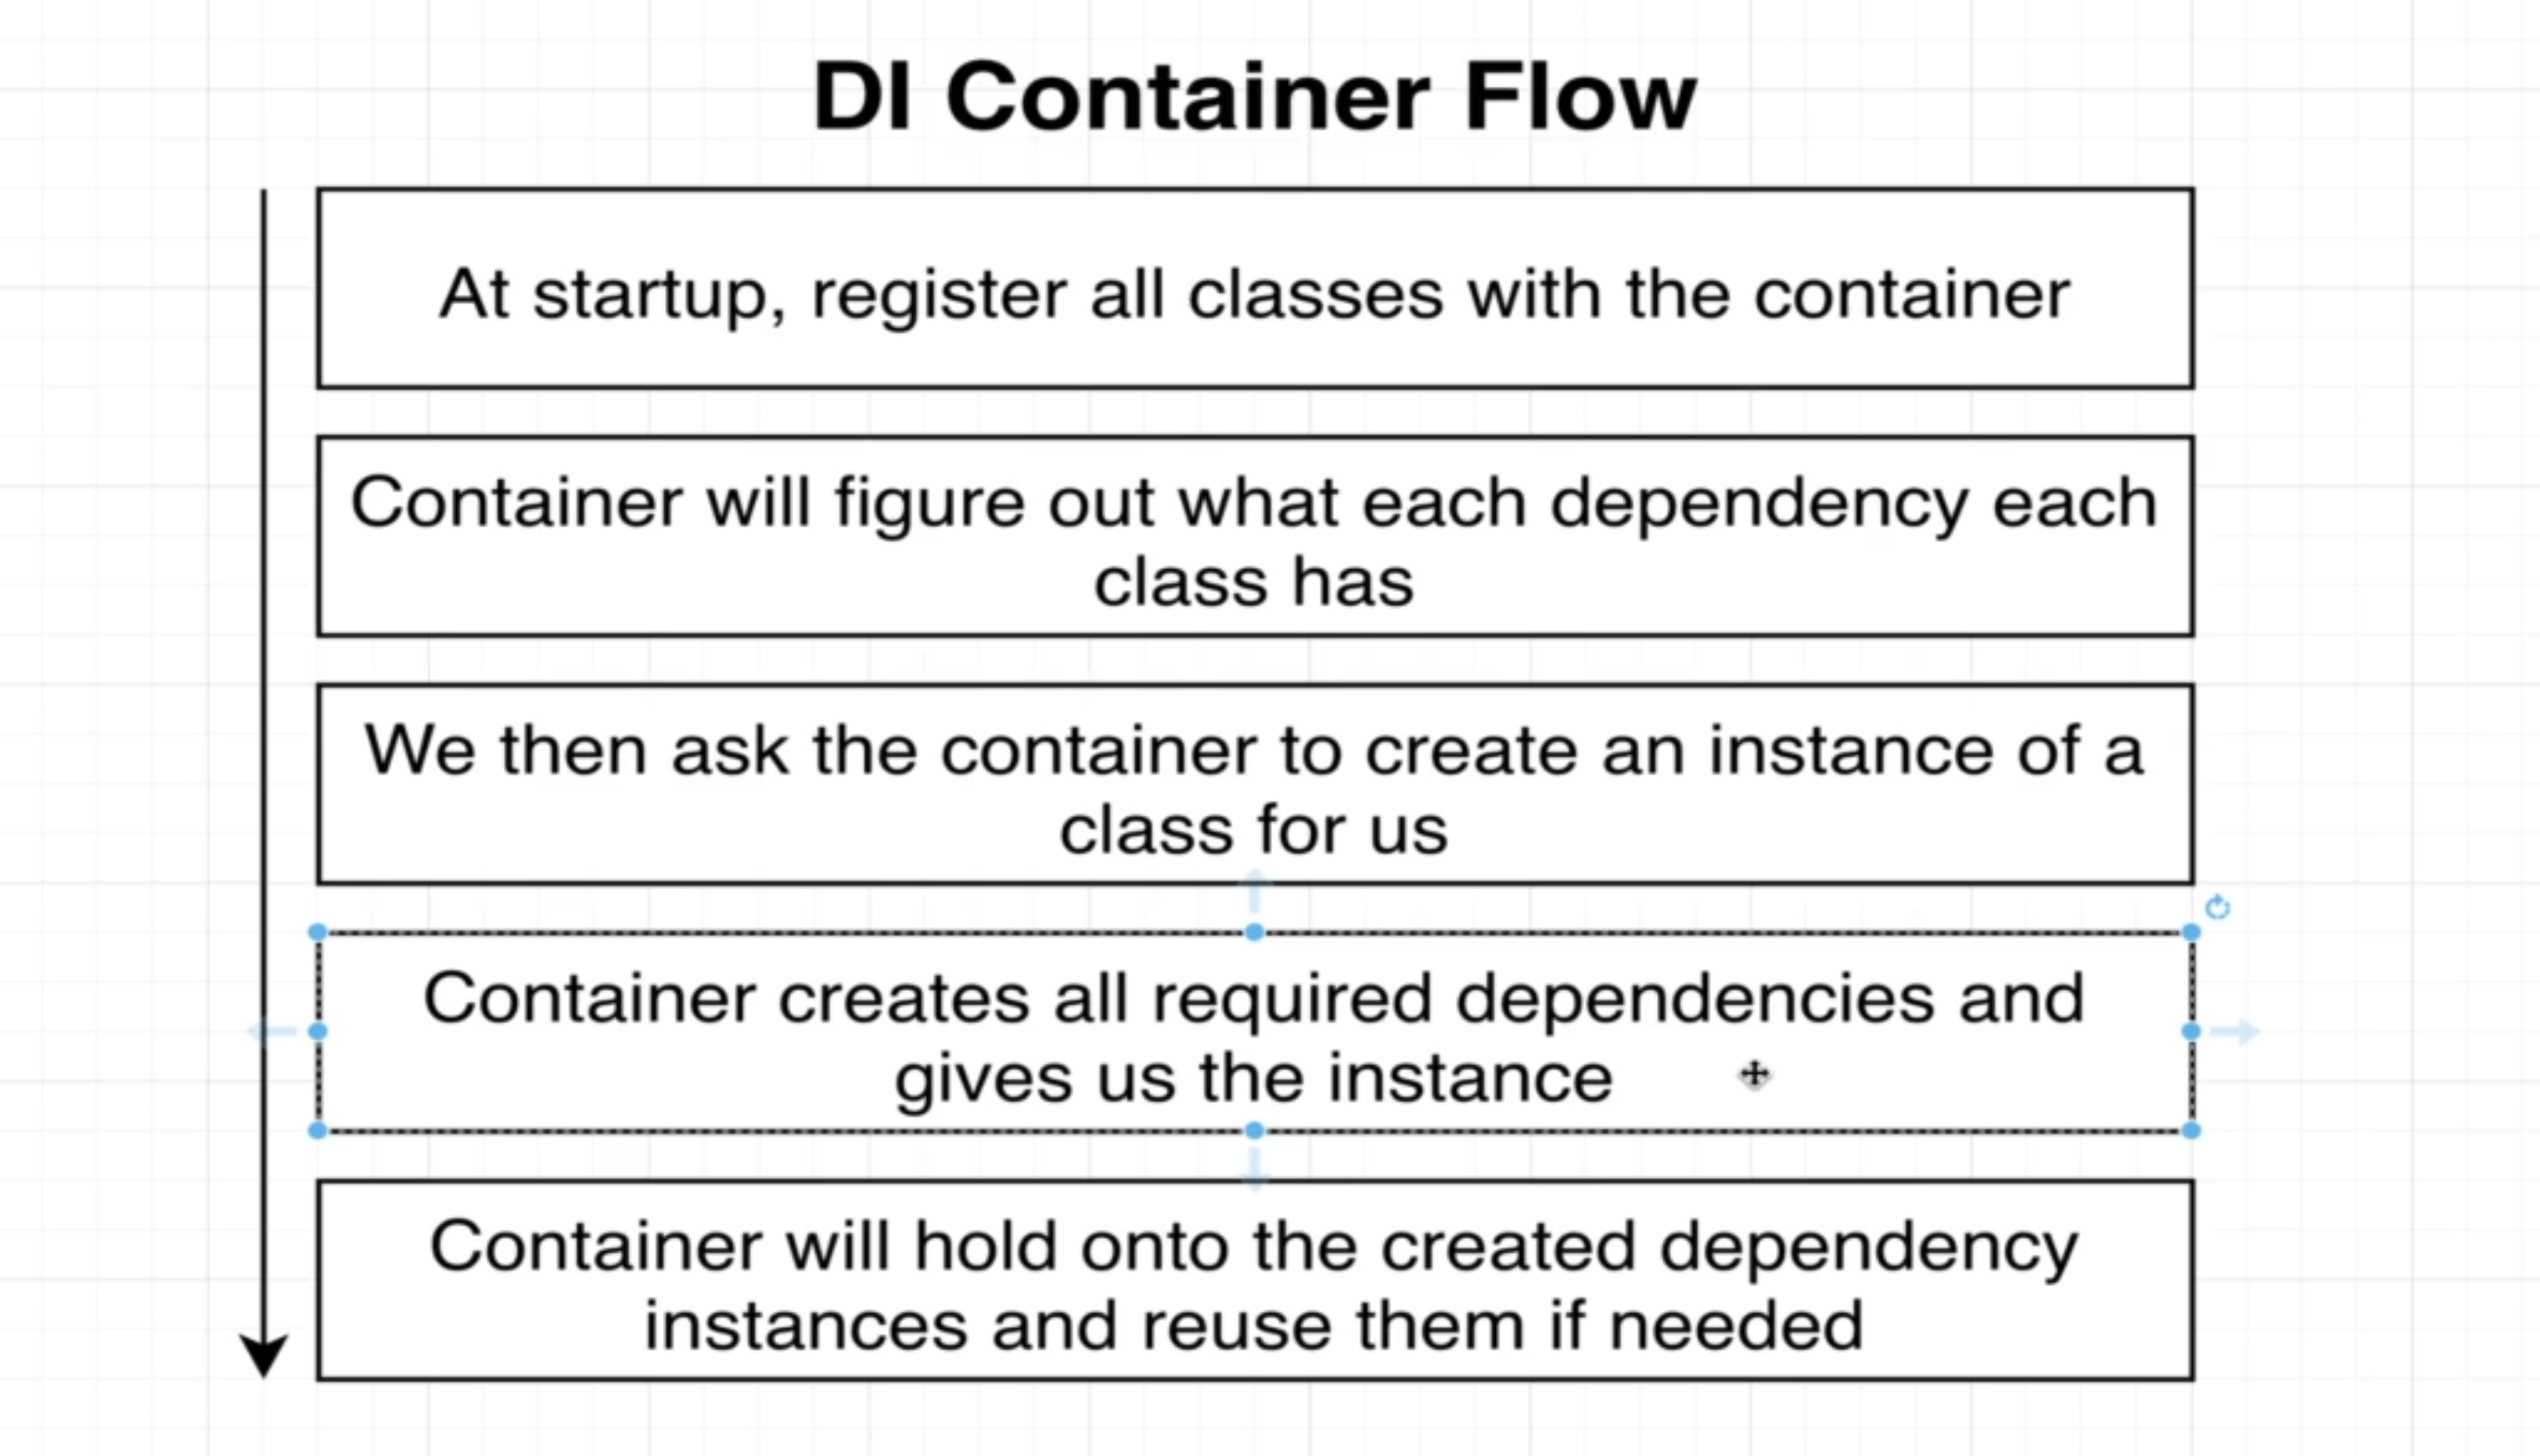 DI Container Flow
At startup, register all classes with the container
Container will figure out what each dependency each
class has
We then ask the container to create an instance of a
class for us
Container creates all required dependencies and
gives us the instance
Container will hold onto the created dependency
instances and reuse them if needed